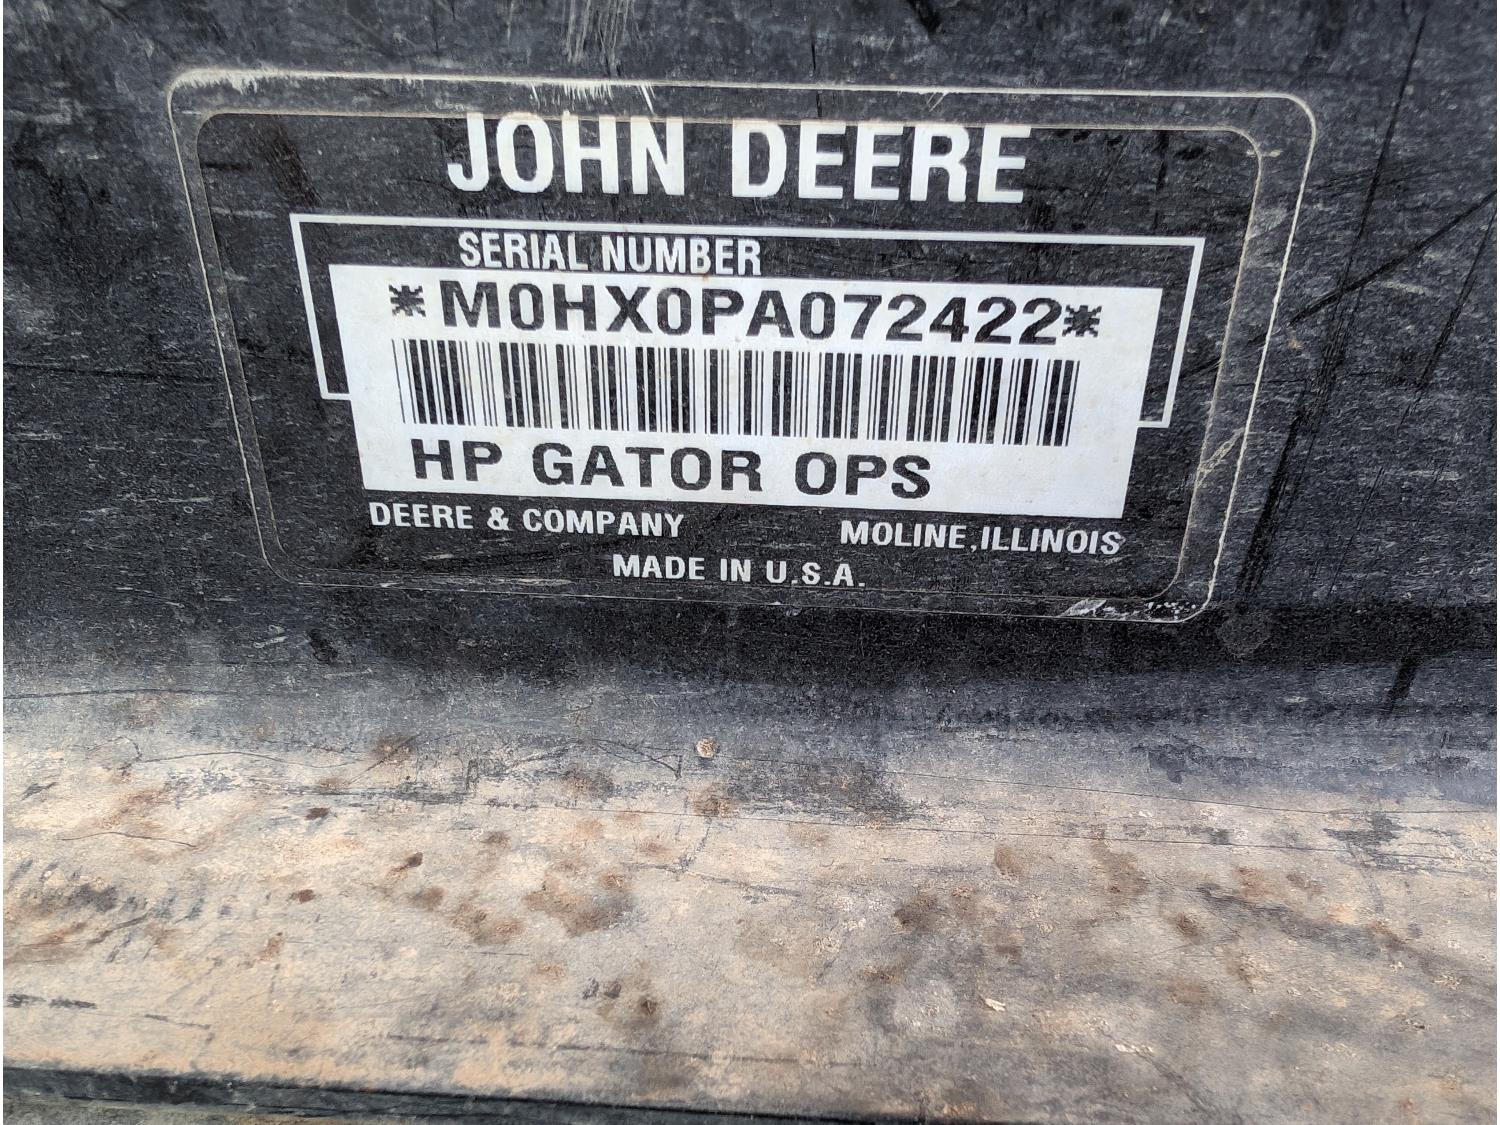 JOHN DEERE
SERIAL NUMBER
*M0HX0PA072422*
HP GATOR OPS
DEERE & COMPANY MOLINE, ILLINOIS
MADE IN U.S.A.